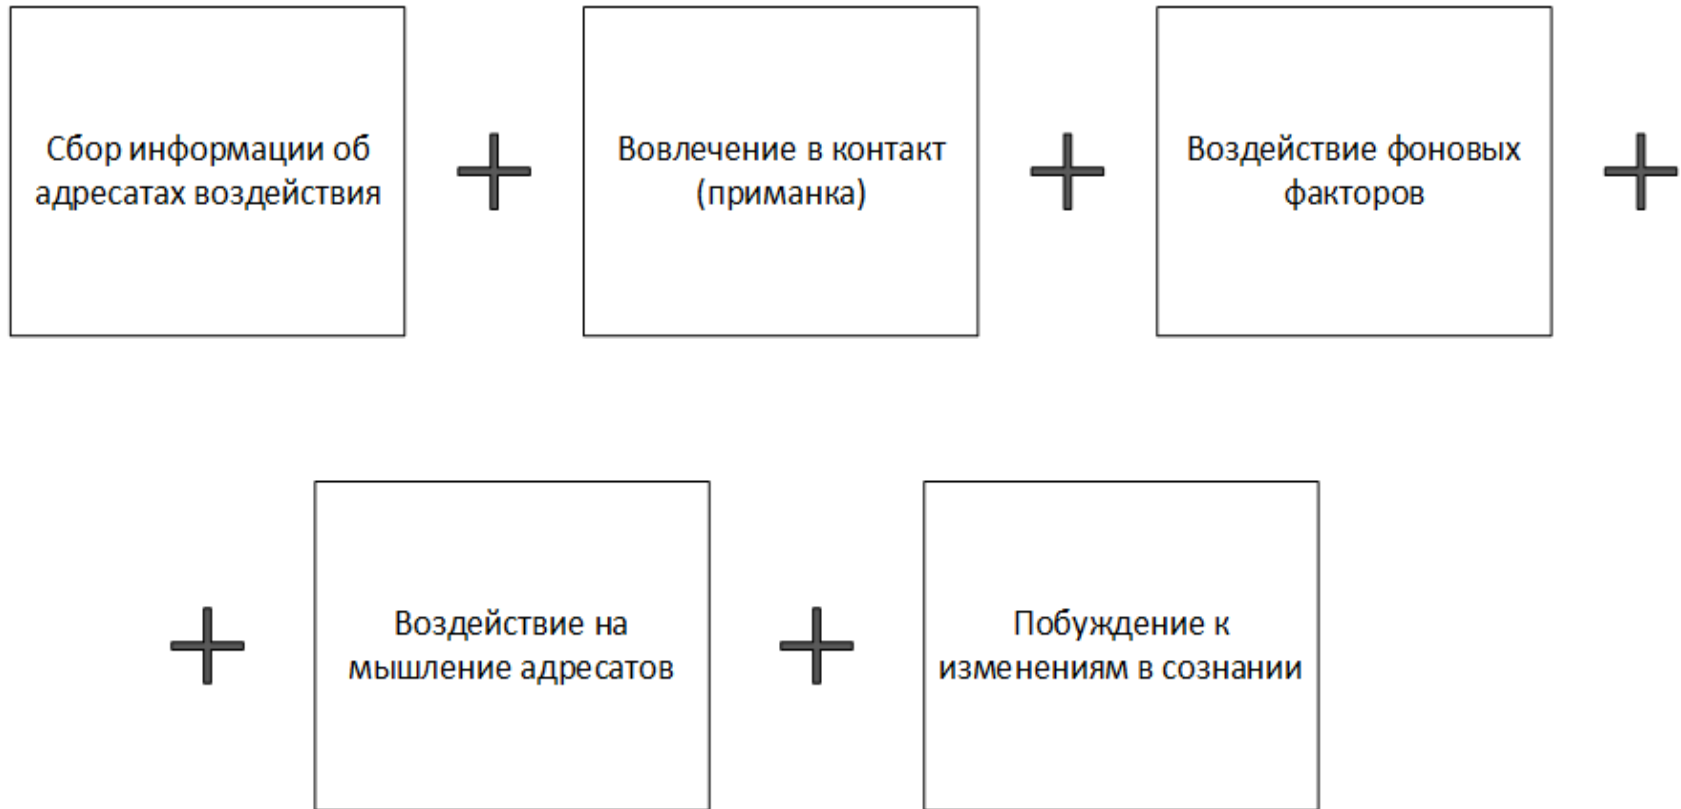 Сбор информации об
адресатах воздействия
Вовлечение в контакт
(приманка)
Воздействие фоновых
факторов
Воздействие на
мышление адресатов
Побуждение к
изменениям в сознании